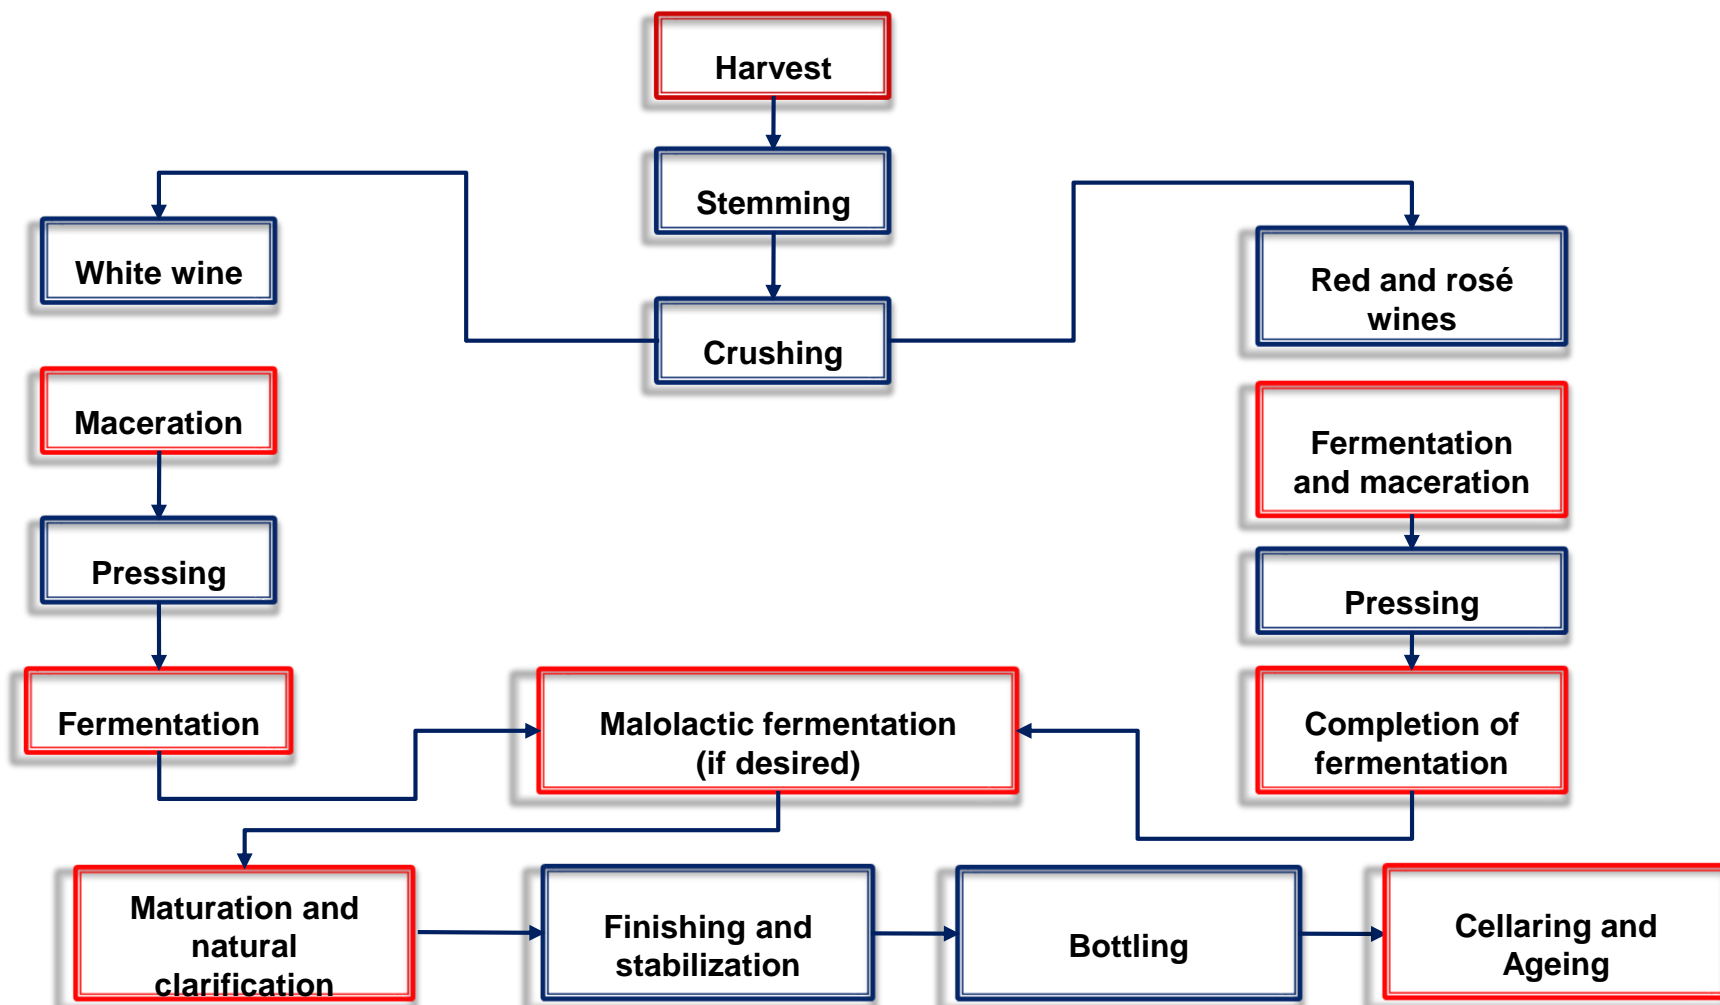 Harvest
Stemming
White wine
Red and rosé
wines
Crushing
Maceration
Fermentation
and maceration
Pressing
Pressing
Fermentation
Malolactic fermentation
(if desired)
Completion of
fermentation
Maturation and
natural
clarification
Finishing and
stabilization
Bottling
Cellaring and
Ageing